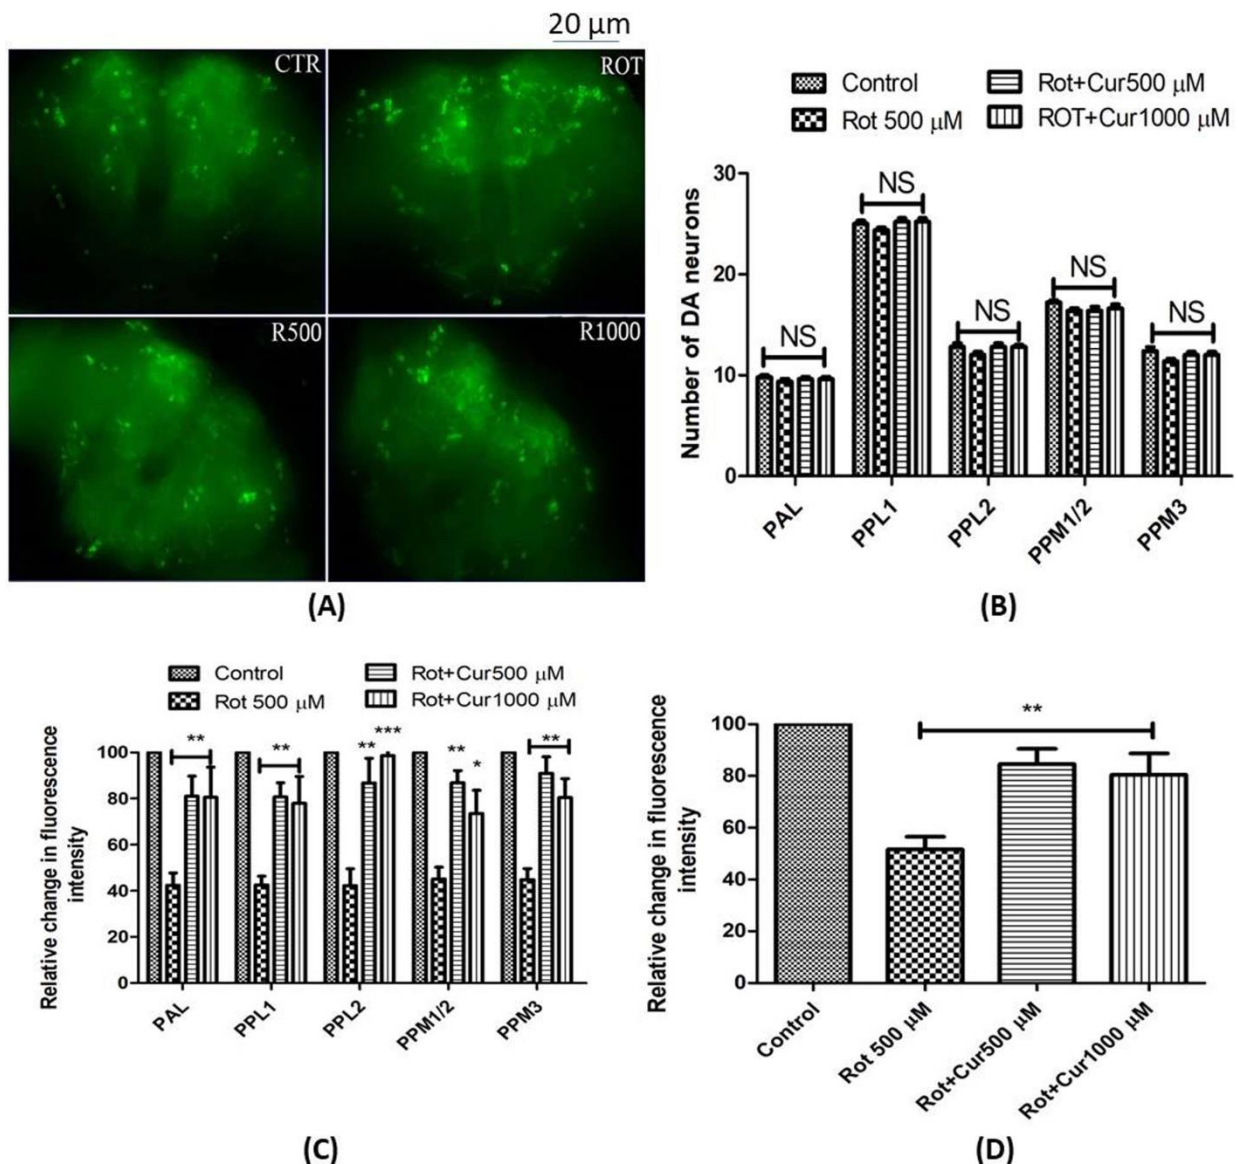 20 µm
CTR
ROT
R500
R1000
(A)
Control
Rot 500 µM
Rot+Cur500 µM
ROT+Cur1000 µM
Number of DA neurons
30
20
10
0
NS
NS
NS
NS
NS
PAL
PPL1
PPL2
PPM1/2
PPM3
(B)
Control
Rot 500 µM
Rot+Cur500 µM
Rot+Cur1000 µM
Relative change in fluorescence
intensity
100
80
60
40
20
0
**
**
**
***
**
*
**
PAL
PPL1
PPL2
PPM1/2
PPM3
(C)
Relative change in fluorescence
intensity
100
80
60
40
20
0
**
Control
Rot 500 µM
Rot+Cur500 µM
Rot+Cur1000 µM
(D)